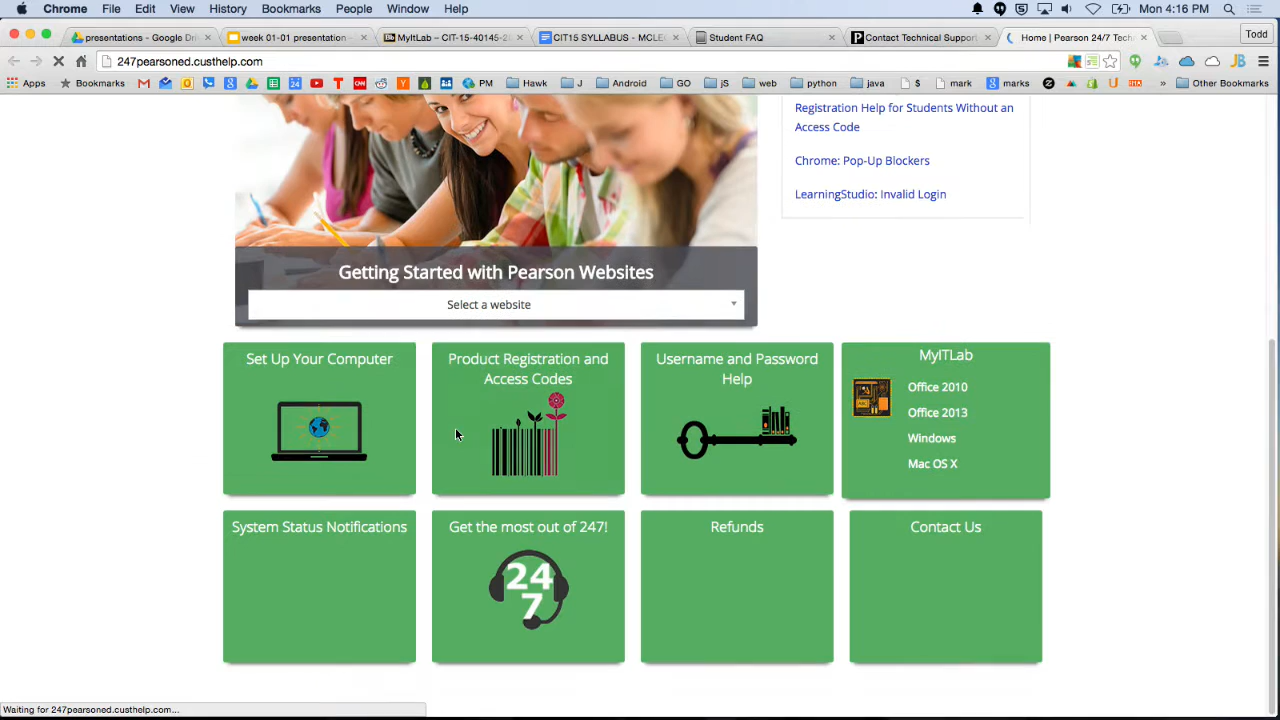 Chrome File Edit View History Bookmarks People Window Help Mon 4:16 PM
presentations - Google Dri week 01-01 presentation MyItLab – CIT-15-40145-2 CIT15 SYLLABUS - MCLE Student FAQ Contact Technical Support Home | Pearson 24/7 Tech Todd
247pearsoned.custhelp.com
Apps Bookmarks PM Hawk J Android GO jS web python java $ mark marks » Other Bookmarks
Registration Help for Students Without an
Access Code
Chrome: Pop-Up Blockers
LearningStudio: Invalid Login
Getting Started with Pearson Websites
Select a website
Set Up Your Computer
Product Registration and
Access Codes
Username and Password
Help
MyITLab
Office 2010
Office 2013
Windows
Mac OS X
System Status Notifications
Get the most out of 247!
24
7
Refunds
Contact Us
Waiting for 247pearsoned.custhelp.com...